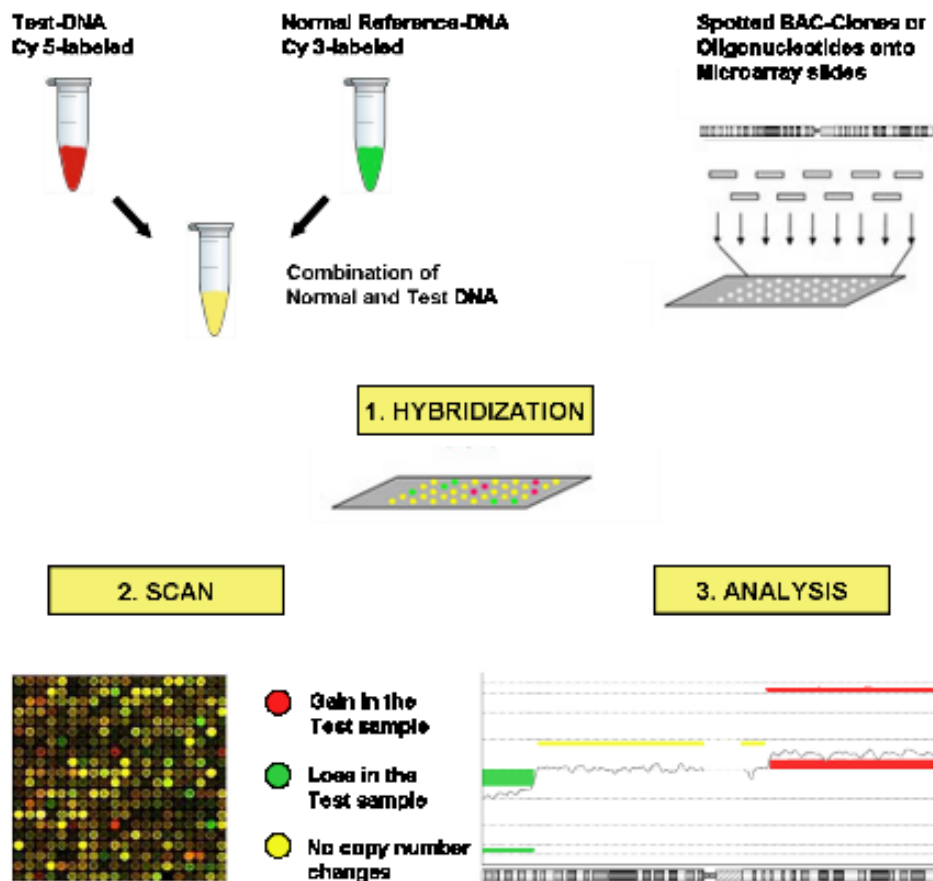 Test-DNA
Cy 5-labeled
Normal Reference-DNA
Cy 3-labeled
Spotted BAC-Clones or
Oligonucleotides onto
Microarray slides
Combination of
Normal and Test DNA
1. HYBRIDIZATION
2. SCAN
3. ANALYSIS
Gain in the
Test sample
Loss in the
Test sample
No copy number
changes